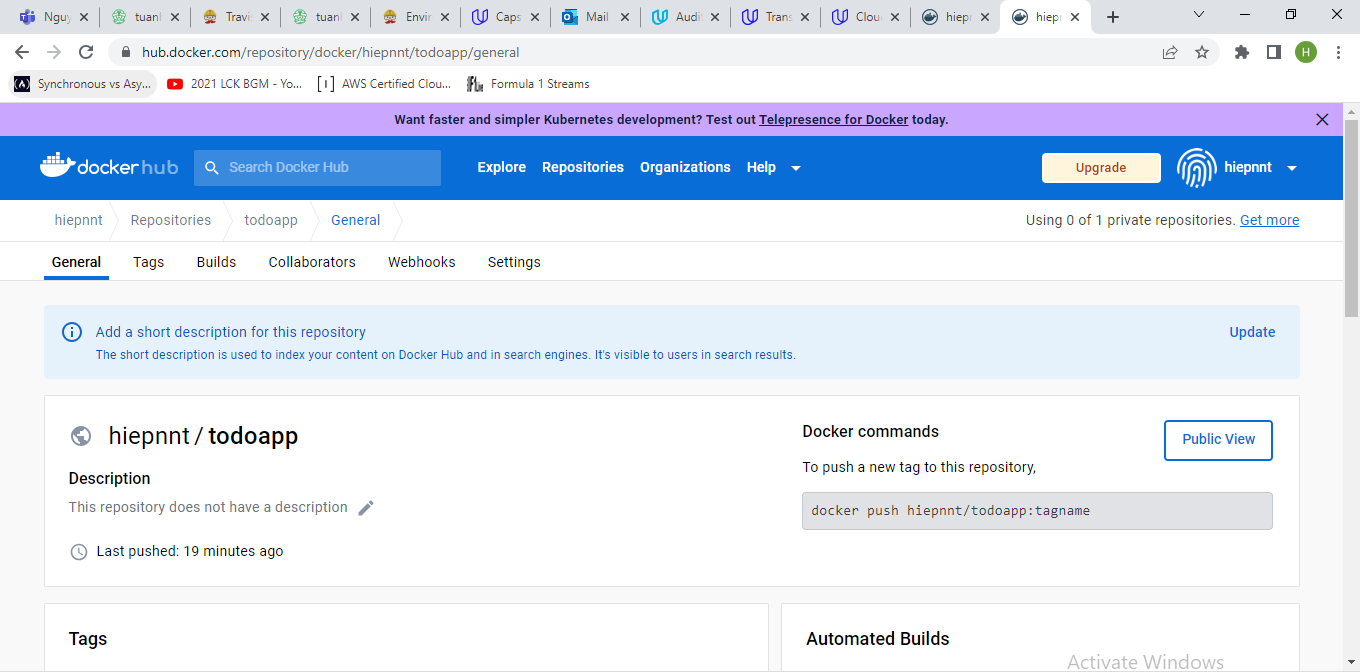 Nguy tuanl Travi tuanl Envir Caps Mail Audi Trans Clou hiep hiep
hub.docker.com/repository/docker/hiepnnt/todoapp/general
H
Synchronous vs Asy... 2021 LCK BGM - Yo... AWS Certified Clou... Formula 1 Streams
Want faster and simpler Kubernetes development? Test out Telepresence for Docker today.
docker hub Search Docker Hub Explore Repositories Organizations Help Upgrade hiepnnt
hiepnnt Repositories todoapp General Using 0 of 1 private repositories. Get more
General Tags Builds Collaborators Webhooks Settings
Add a short description for this repository Update
The short description is used to index your content on Docker Hub and in search engines. It's visible to users in search results.
hiepnnt / todoapp
Docker commands
Public View
To push a new tag to this repository,
Description
This repository does not have a description
docker push hiepnnt/todoapp:tagname
Last pushed: 19 minutes ago
Tags
Automated Builds
Activate Windows